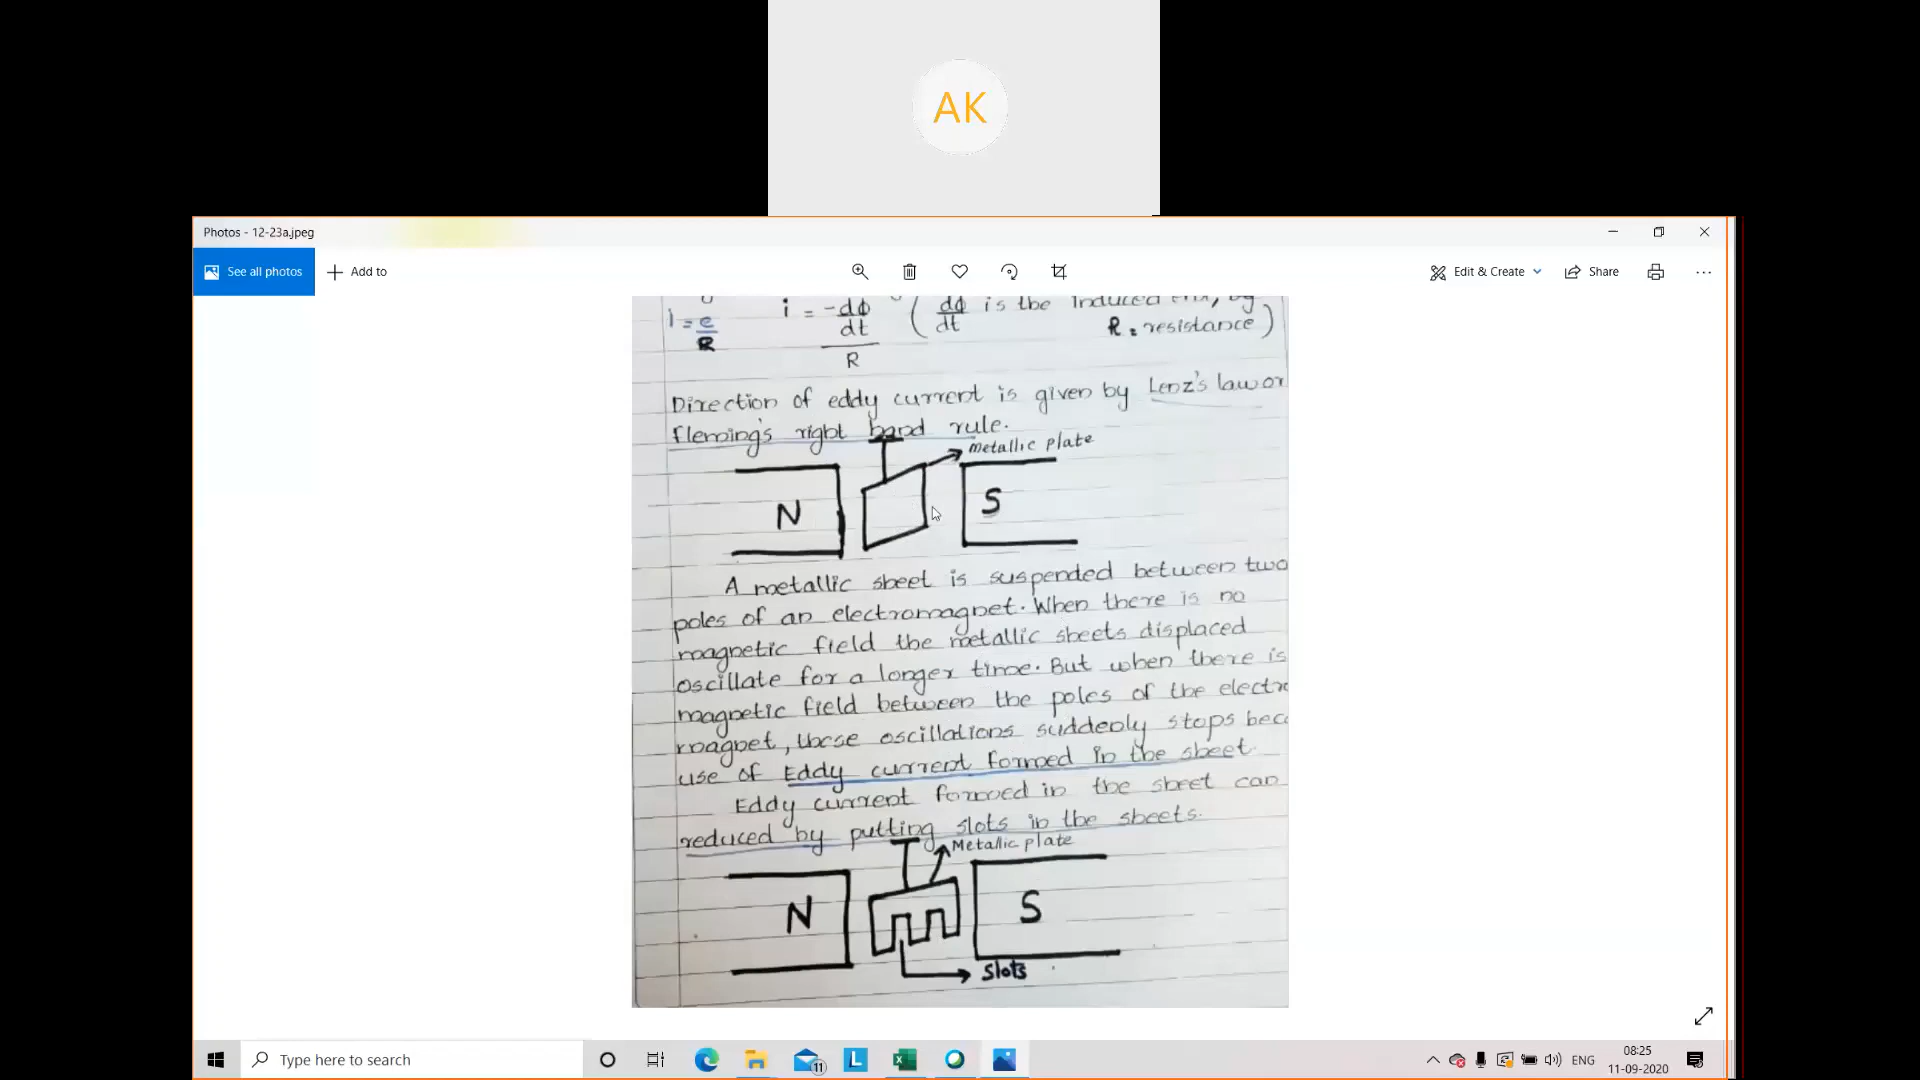 AK
Photos - 12-23a.jpeg
See all photos
Add to
Edit & Create
Share
i = e/R
i = -dΦ/dt / R
( dΦ/dt is the induced
R = resistance )
Direction of eddy current is given by Lenz's law or
Fleming's right hand rule.
Metallic plate
N
S
A metallic sheet is suspended between two
poles of an electromagnet. When there is no
magnetic field the metallic sheets displaced
oscillate for a longer time. But when there is
magnetic field between the poles of the electro
magnet, these oscillations suddenly stops beca
use of Eddy current formed in the sheet.
Eddy current formed in the sheet can
reduced by putting slots in the sheets.
Metallic plate
N
S
slots
Type here to search
11
L
ENG
08:25
11-09-2020